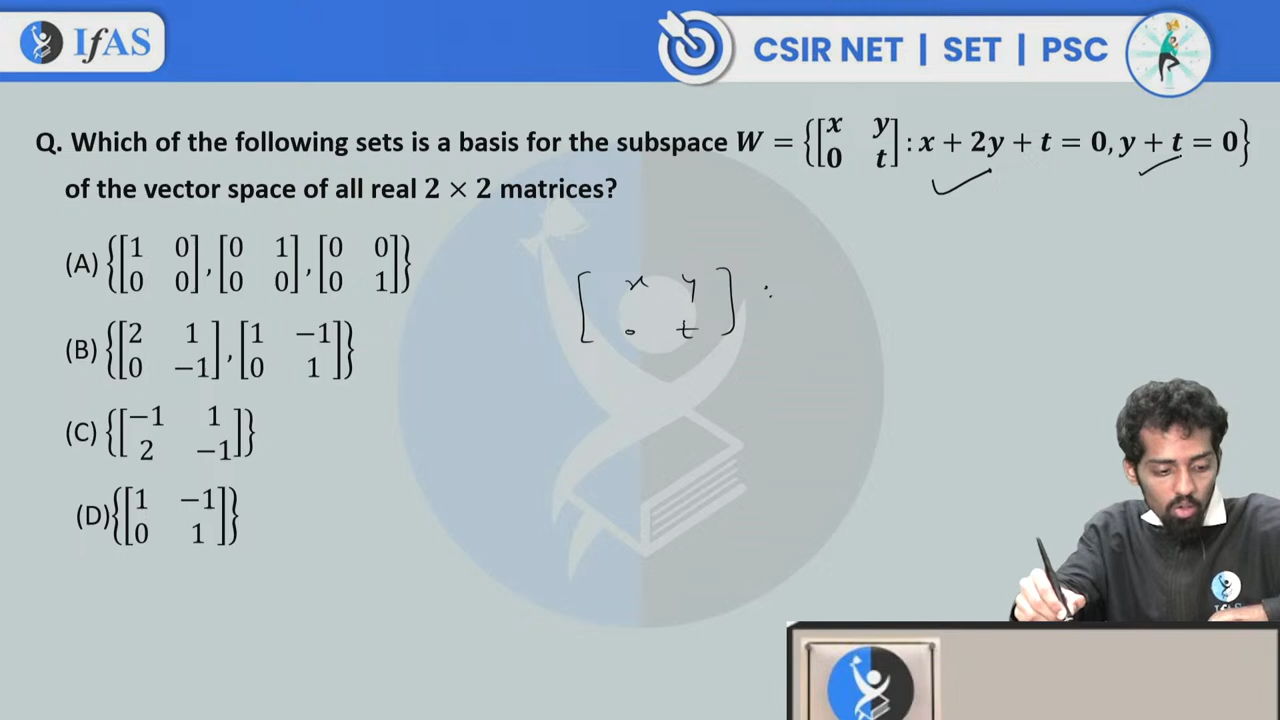 IfAS
CSIR NET | SET | PSC
Q. Which of the following sets is a basis for the subspace W = {[x y; 0 t] : x + 2y + t = 0, y + t = 0}
of the vector space of all real 2 × 2 matrices?
(A) {[1 0; 0 0], [0 1; 0 0], [0 0; 0 1]}
(B) {[2 1; 0 −1], [1 −1; 0 1]}
(C) {[−1 1; 2 −1]}
(D) {[1 −1; 0 1]}
[x y; 0 t] :
IfAS